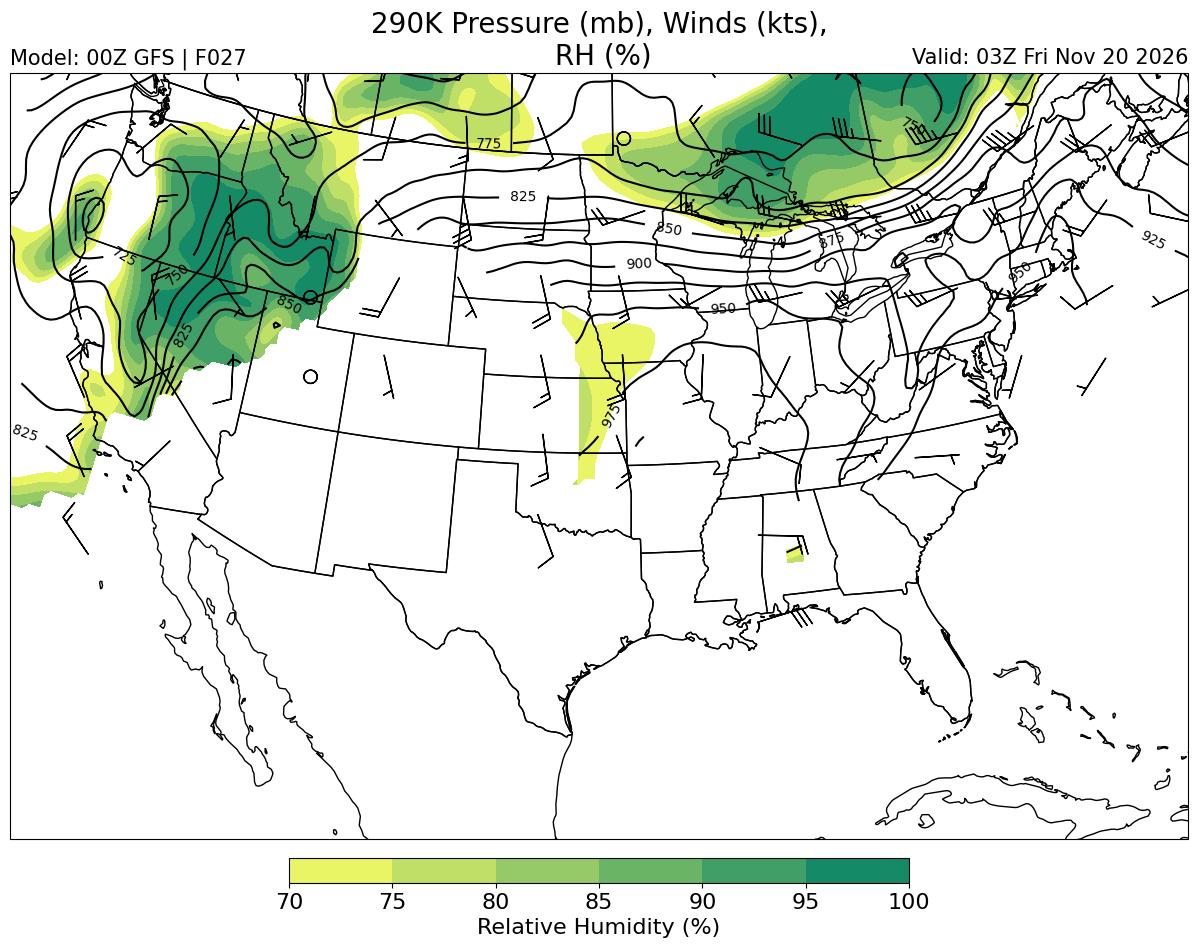 290K Pressure (mb), Winds (kts),
RH (%)
Model: 00Z GFS | F027
Valid: 03Z Fri Nov 20 2026
750
775
825
850
875
925
900
950
950
725
750
850
825
825
975
70 75 80 85 90 95 100
Relative Humidity (%)